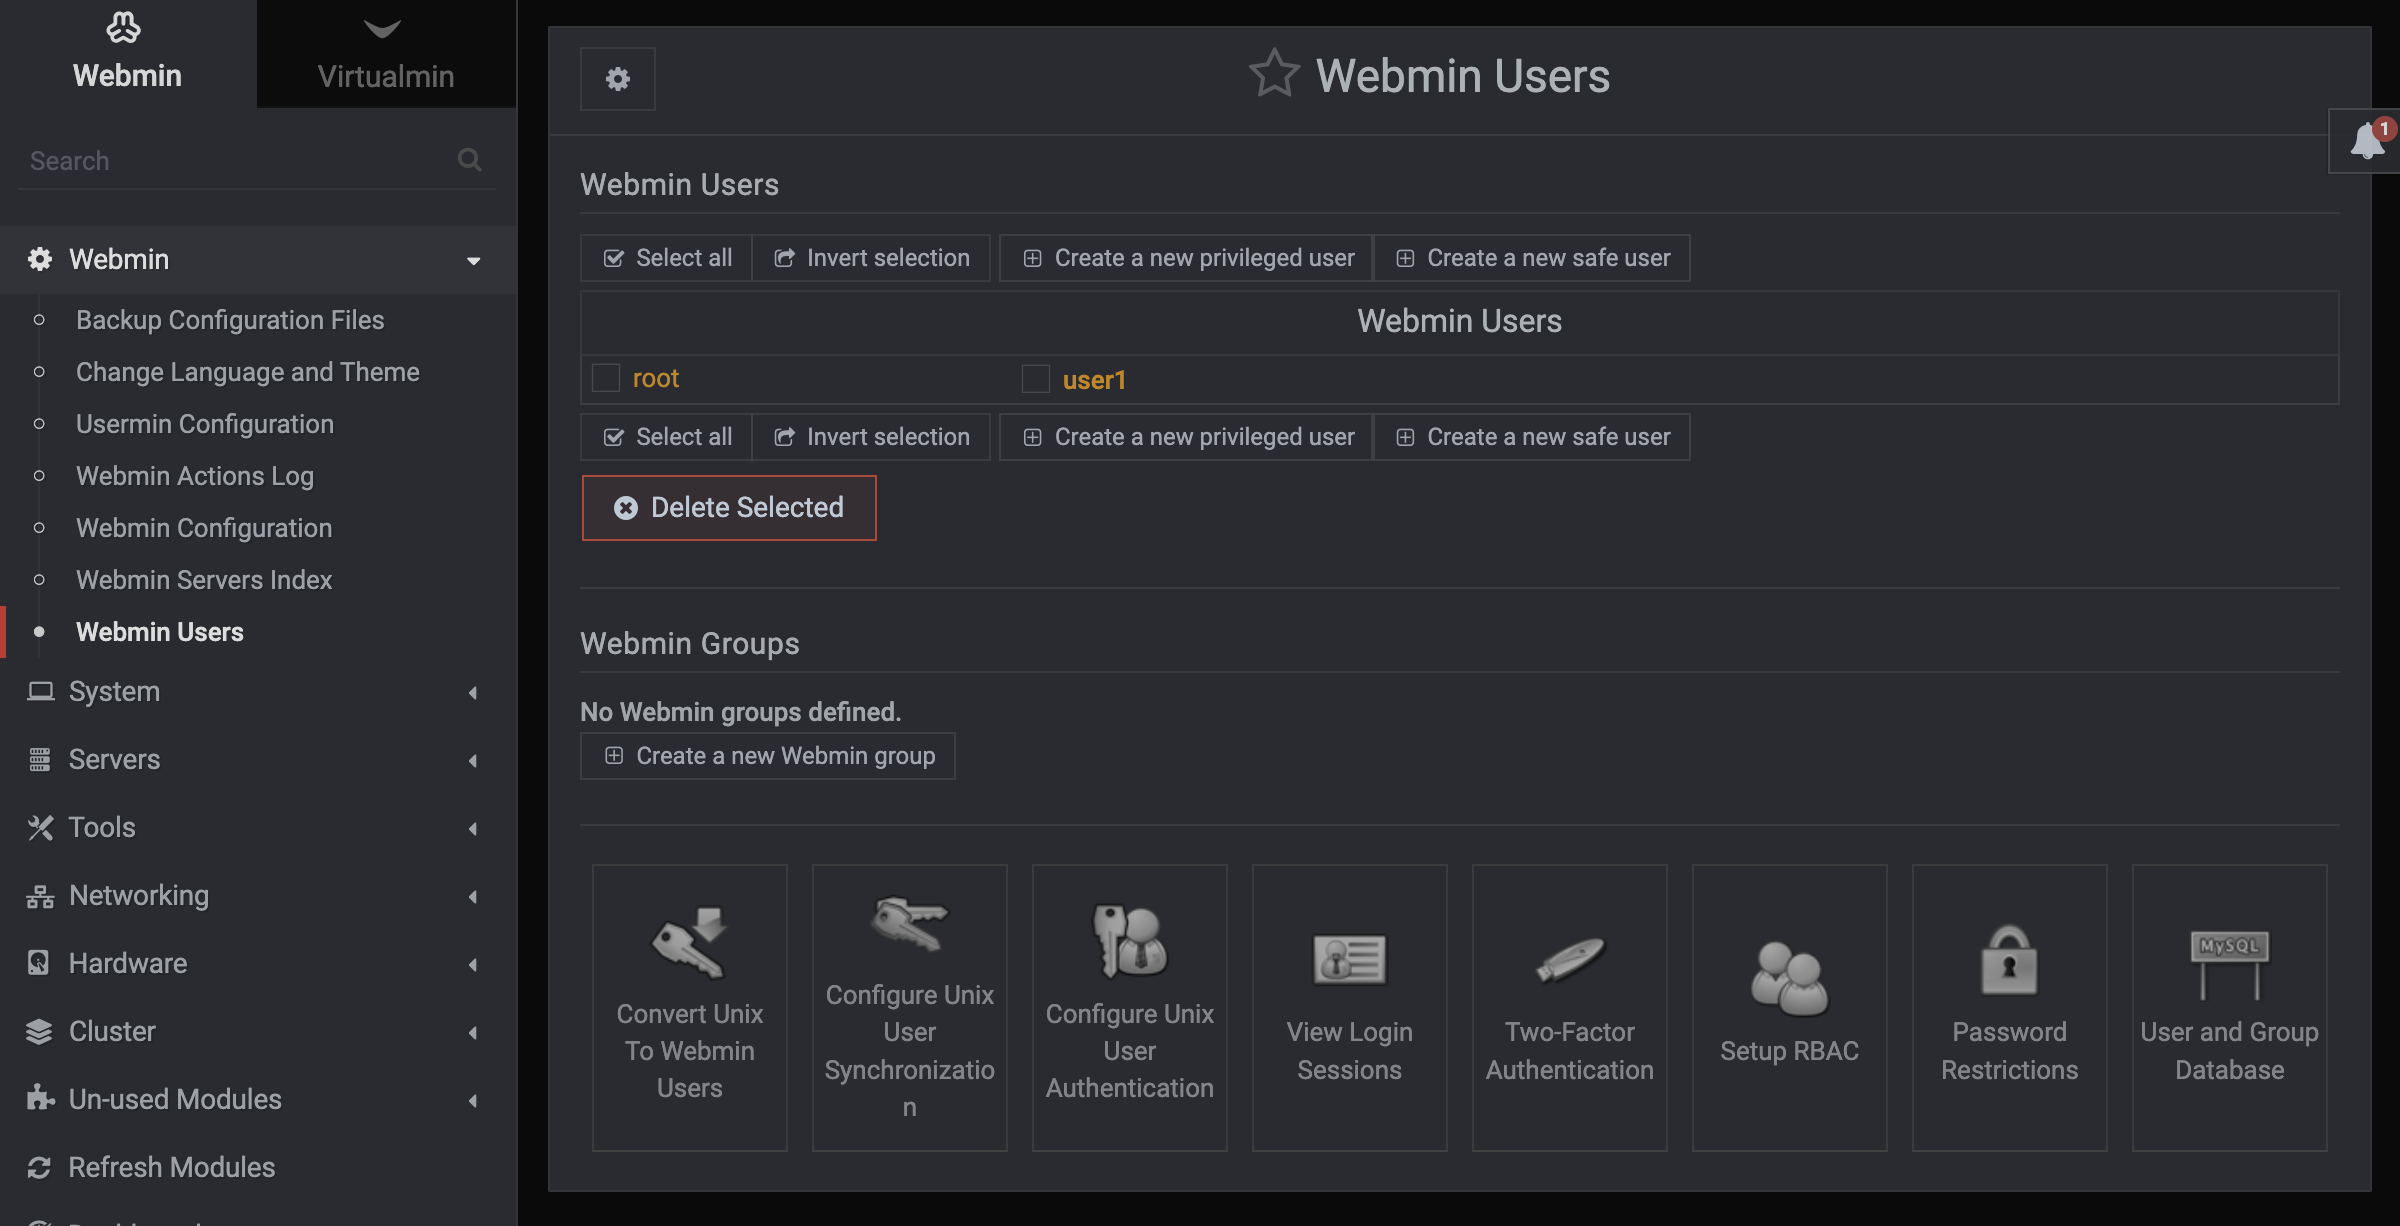 Webmin
Virtualmin
Search
Webmin
Backup Configuration Files
Change Language and Theme
Usermin Configuration
Webmin Actions Log
Webmin Configuration
Webmin Servers Index
Webmin Users
System
Servers
Tools
Networking
Hardware
Cluster
Un-used Modules
Refresh Modules
Webmin Users
1
Webmin Users
Select all Invert selection Create a new privileged user Create a new safe user
Webmin Users
root user1
Select all Invert selection Create a new privileged user Create a new safe user
Delete Selected
Webmin Groups
No Webmin groups defined.
Create a new Webmin group
Convert Unix
To Webmin
Users
Configure Unix
User
Synchronizatio
n
Configure Unix
User
Authentication
View Login
Sessions
Two-Factor
Authentication
Setup RBAC
Password
Restrictions
MySQL
User and Group
Database